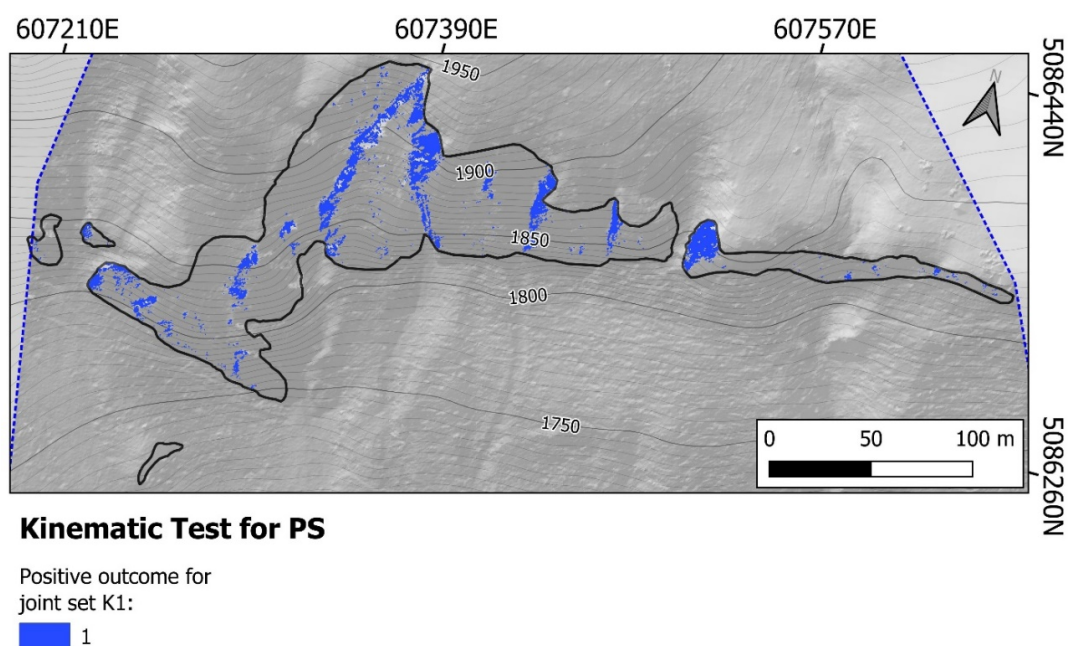 607210E 607390E 607570E
1950
5086440N
N
1900
1850
1800
1750
0 50 100 m
5086260N
Kinematic Test for PS
Positive outcome for
joint set K1:
1